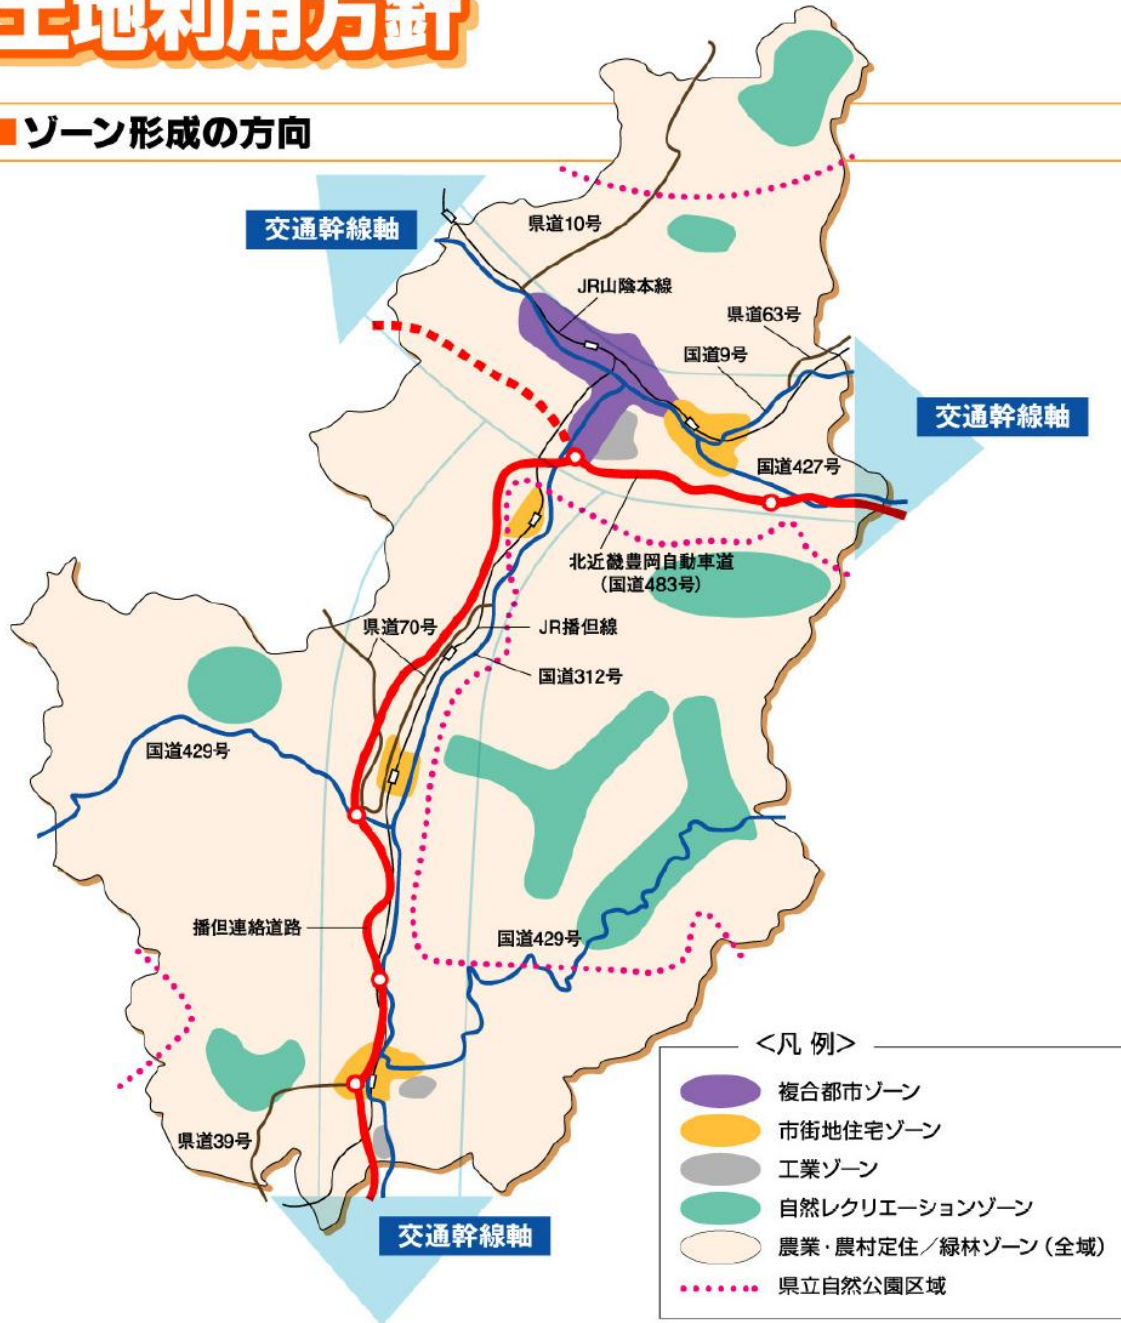 土地利用方針
■ゾーン形成の方向
交通幹線軸
県道10号
JR山陰本線
県道63号
国道9号
交通幹線軸
国道427号
北近畿豊岡自動車道
(国道483号)
県道70号
JR播但線
国道312号
国道429号
播但連絡道路
国道429号
県道39号
交通幹線軸
<凡 例>
複合都市ゾーン
市街地住宅ゾーン
工業ゾーン
自然レクリエーションゾーン
農業・農村定住/緑林ゾーン(全域)
県立自然公園区域